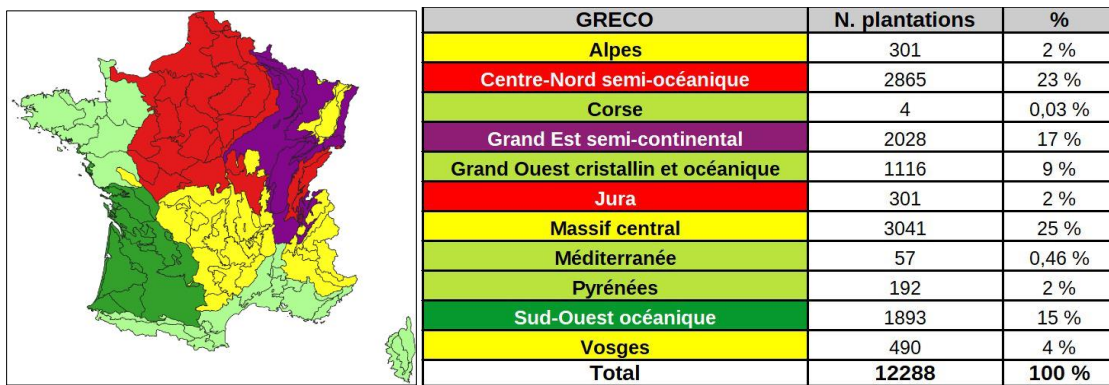 GRECO N. plantations %
Alpes 301 2 %
Centre-Nord semi-océanique 2865 23 %
Corse 4 0,03 %
Grand Est semi-continental 2028 17 %
Grand Ouest cristallin et océanique 1116 9 %
Jura 301 2 %
Massif central 3041 25 %
Méditerranée 57 0,46 %
Pyrénées 192 2 %
Sud-Ouest océanique 1893 15 %
Vosges 490 4 %
Total 12288 100 %